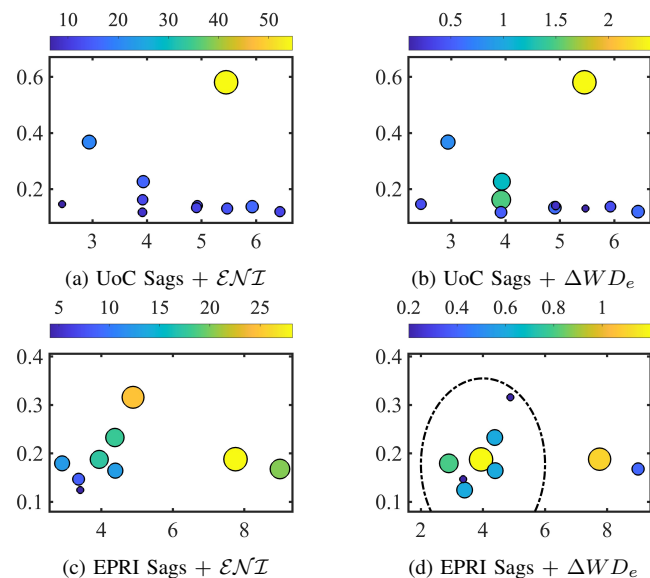 10 20 30 40 50
0.5 1 1.5 2
0.6
0.4
0.2
3 4 5 6
0.6
0.4
0.2
3 4 5 6
(a) UoC Sags + ℰ𝒩ℐ
(b) UoC Sags + ΔWD_e
5 10 15 20 25
0.2 0.4 0.6 0.8 1
0.4
0.3
0.2
0.1
4 6 8
0.4
0.3
0.2
0.1
2 4 6 8
(c) EPRI Sags + ℰ𝒩ℐ
(d) EPRI Sags + ΔWD_e